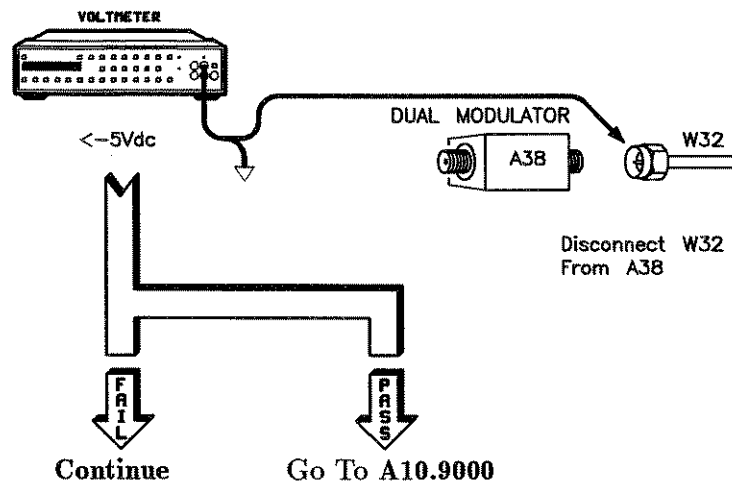 VOLTMETER
DUAL MODULATOR
<-5Vdc
A38
W32
Disconnect W32
From A38
FAIL
PASS
Continue
Go To A10.9000